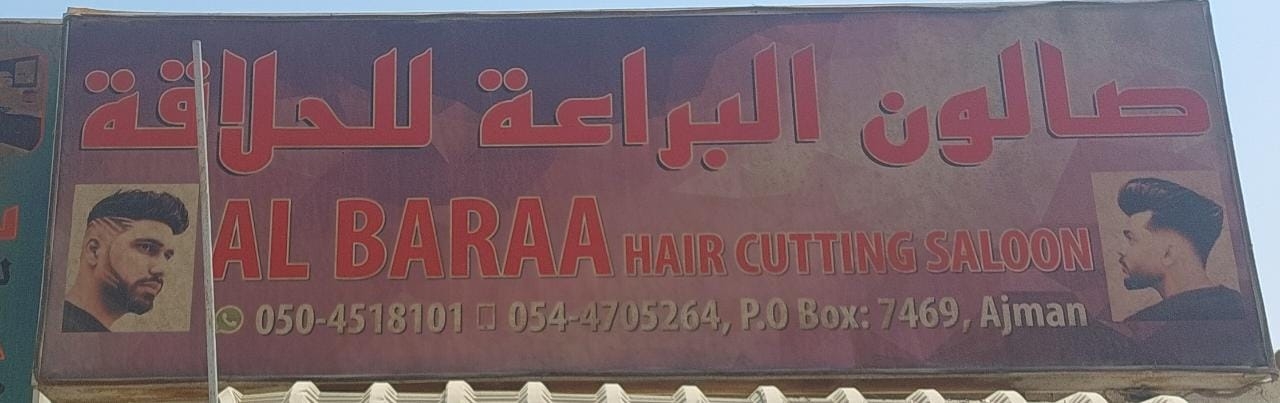 صالون البراعة للحلاقة
AL BARAA HAIR CUTTING SALOON
050-4518101 054-4705264, P.O Box: 7469, Ajman